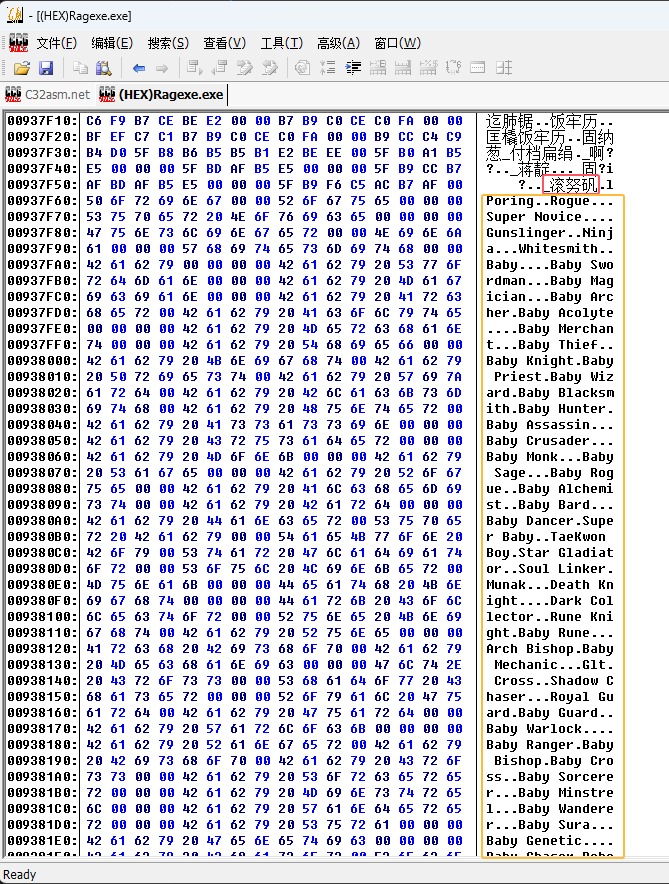 - [(HEX)Ragexe.exe]
文件(F) 编辑(E) 搜索(S) 查看(V) 工具(T) 高级(A) 窗口(W)
C32asm.net (HEX)Ragexe.exe
00937F10: C6 F9 B7 CE BE E2 00 00 B7 B9 C0 CE C0 FA 00 00 迄肺锯..饭牢历..
00937F20: BF EF C7 C1 B7 B9 C0 CE C0 FA 00 00 B9 CC C4 C9 匡橇饭牢历..固纳
00937F30: B4 D0 5F B8 B6 B5 B5 B1 E2 BE EE 00 5F B0 A1 B5 葱_付档扁绢._啊?
00937F40: E5 00 00 00 5F BD AF B5 E5 00 00 00 5F B9 CC B7 ?..._蒋靛..._固?i
00937F50: AF BD AF B5 E5 00 00 00 5F B9 F6 C5 AC B7 AF 00 ?..._滚努矾.l
00937F60: 50 6F 72 69 6E 67 00 00 52 6F 67 75 65 00 00 00 Poring..Rogue...
00937F70: 53 75 70 65 72 20 4E 6F 76 69 63 65 00 00 00 00 Super Novice....
00937F80: 47 75 6E 73 6C 69 6E 67 65 72 00 00 4E 69 6E 6A Gunslinger..Ninj
00937F90: 61 00 00 00 57 68 69 74 65 73 6D 69 74 68 00 00 a...Whitesmith..
00937FA0: 42 61 62 79 00 00 00 00 42 61 62 79 20 53 77 6F Baby....Baby Swo
00937FB0: 72 64 6D 61 6E 00 00 00 42 61 62 79 20 4D 61 67 rdman...Baby Mag
00937FC0: 69 63 69 61 6E 00 00 00 42 61 62 79 20 41 72 63 ician...Baby Arc
00937FD0: 68 65 72 00 42 61 62 79 20 41 63 6F 6C 79 74 65 her.Baby Acolyte
00937FE0: 00 00 00 00 42 61 62 79 20 4D 65 72 63 68 61 6E ....Baby Merchan
00937FF0: 74 00 00 00 42 61 62 79 20 54 68 69 65 66 00 00 t...Baby Thief..
00938000: 42 61 62 79 20 4B 6E 69 67 68 74 00 42 61 62 79 Baby Knight.Baby
00938010: 20 50 72 69 65 73 74 00 42 61 62 79 20 57 69 7A  Priest.Baby Wiz
00938020: 61 72 64 00 42 61 62 79 20 42 6C 61 63 6B 73 6D ard.Baby Blacksm
00938030: 69 74 68 00 42 61 62 79 20 48 75 6E 74 65 72 00 ith.Baby Hunter.
00938040: 42 61 62 79 20 41 73 73 61 73 73 69 6E 00 00 00 Baby Assassin...
00938050: 42 61 62 79 20 43 72 75 73 61 64 65 72 00 00 00 Baby Crusader...
00938060: 42 61 62 79 20 4D 6F 6E 6B 00 00 00 42 61 62 79 Baby Monk...Baby
00938070: 20 53 61 67 65 00 00 00 42 61 62 79 20 52 6F 67  Sage...Baby Rog
00938080: 75 65 00 00 42 61 62 79 20 41 6C 63 68 65 6D 69 ue..Baby Alchemi
00938090: 73 74 00 00 42 61 62 79 20 42 61 72 64 00 00 00 st..Baby Bard...
009380A0: 42 61 62 79 20 44 61 6E 63 65 72 00 53 75 70 65 Baby Dancer.Supe
009380B0: 72 20 42 61 62 79 00 00 54 61 65 4B 77 6F 6E 20 r Baby..TaeKwon
009380C0: 42 6F 79 00 53 74 61 72 20 47 6C 61 64 69 61 74 Boy.Star Gladiat
009380D0: 6F 72 00 00 53 6F 75 6C 20 4C 69 6E 6B 65 72 00 or..Soul Linker.
009380E0: 4D 75 6E 61 6B 00 00 00 44 65 61 74 68 20 4B 6E Munak...Death Kn
009380F0: 69 67 68 74 00 00 00 00 44 61 72 6B 20 43 6F 6C ight....Dark Col
00938100: 6C 65 63 74 6F 72 00 00 52 75 6E 65 20 4B 6E 69 lector..Rune Kni
00938110: 67 68 74 00 42 61 62 79 20 52 75 6E 65 00 00 00 ght.Baby Rune...
00938120: 41 72 63 68 20 42 69 73 68 6F 70 00 42 61 62 79 Arch Bishop.Baby
00938130: 20 4D 65 63 68 61 6E 69 63 00 00 00 47 6C 74 2E  Mechanic...Glt.
00938140: 20 43 72 6F 73 73 00 00 53 68 61 64 6F 77 20 43  Cross..Shadow C
00938150: 68 61 73 65 72 00 00 00 52 6F 79 61 6C 20 47 75 haser...Royal Gu
00938160: 61 72 64 00 42 61 62 79 20 47 75 61 72 64 00 00 ard.Baby Guard..
00938170: 42 61 62 79 20 57 61 72 6C 6F 63 6B 00 00 00 00 Baby Warlock....
00938180: 42 61 62 79 20 52 61 6E 67 65 72 00 42 61 62 79 Baby Ranger.Baby
00938190: 20 42 69 73 68 6F 70 00 42 61 62 79 20 43 72 6F  Bishop.Baby Cro
009381A0: 73 73 00 00 42 61 62 79 20 53 6F 72 63 65 72 65 ss..Baby Sorcere
009381B0: 72 00 00 00 42 61 62 79 20 4D 69 6E 73 74 72 65 r...Baby Minstre
009381C0: 6C 00 00 00 42 61 62 79 20 57 61 6E 64 65 72 65 l...Baby Wandere
009381D0: 72 00 00 00 42 61 62 79 20 53 75 72 61 00 00 00 r...Baby Sura...
009381E0: 42 61 62 79 20 47 65 6E 65 74 69 63 00 00 00 00 Baby Genetic....
Ready